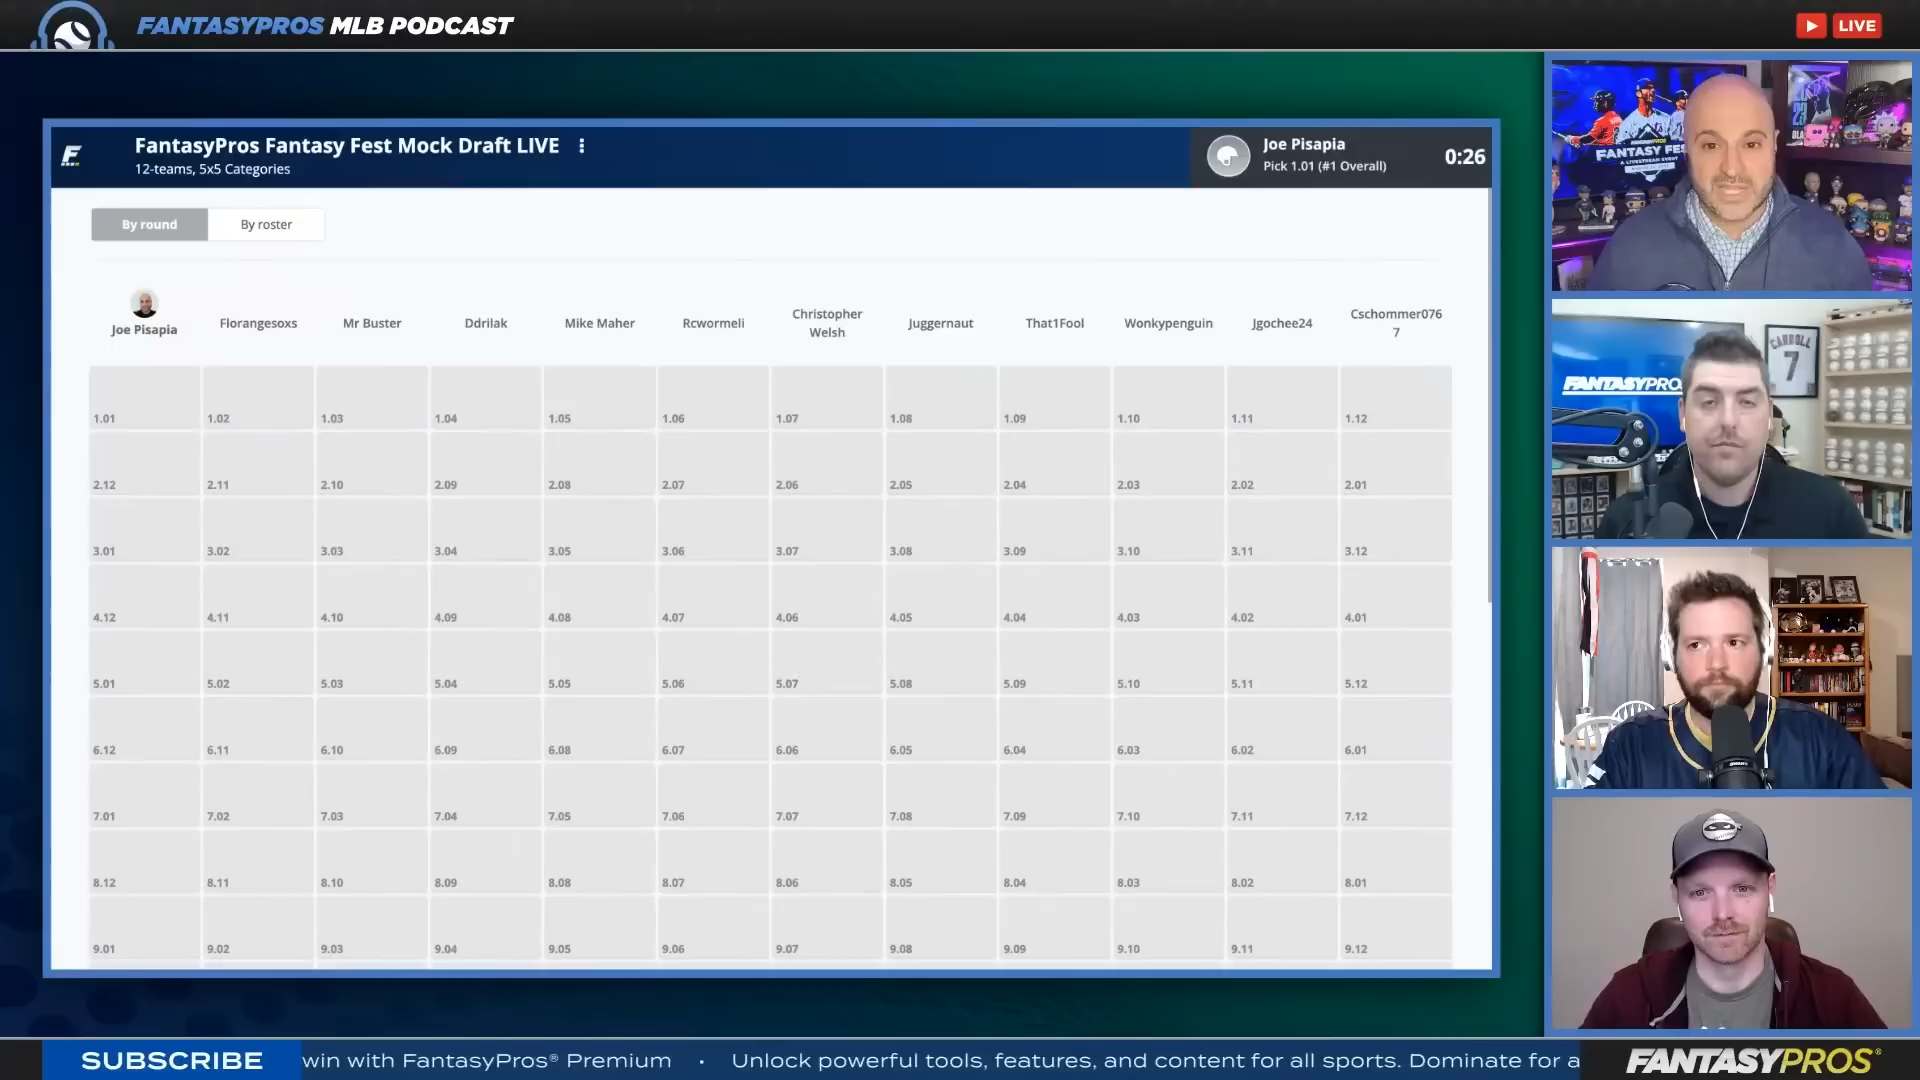 FANTASYPROS MLB PODCAST
LIVE
FantasyPros Fantasy Fest Mock Draft LIVE
12-teams, 5x5 Categories
Joe Pisapia
Pick 1.01 (#1 Overall)
0:26
By round
By roster
Joe Pisapia
Florangesoxs
Mr Buster
Ddrilak
Mike Maher
Rcwormeli
Christopher
Welsh
Juggernaut
That1Fool
Wonkypenguin
Jgochee24
Cschommer076
7
1.01 1.02 1.03 1.04 1.05 1.06 1.07 1.08 1.09 1.10 1.11 1.12
2.12 2.11 2.10 2.09 2.08 2.07 2.06 2.05 2.04 2.03 2.02 2.01
3.01 3.02 3.03 3.04 3.05 3.06 3.07 3.08 3.09 3.10 3.11 3.12
4.12 4.11 4.10 4.09 4.08 4.07 4.06 4.05 4.04 4.03 4.02 4.01
5.01 5.02 5.03 5.04 5.05 5.06 5.07 5.08 5.09 5.10 5.11 5.12
6.12 6.11 6.10 6.09 6.08 6.07 6.06 6.05 6.04 6.03 6.02 6.01
7.01 7.02 7.03 7.04 7.05 7.06 7.07 7.08 7.09 7.10 7.11 7.12
8.12 8.11 8.10 8.09 8.08 8.07 8.06 8.05 8.04 8.03 8.02 8.01
9.01 9.02 9.03 9.04 9.05 9.06 9.07 9.08 9.09 9.10 9.11 9.12
FANTASY FES
A LIVESTREAM EVENT
FANTASYPRO
CARROLL
7
SUBSCRIBE
win with FantasyPros® Premium • Unlock powerful tools, features, and content for all sports. Dominate for a
FANTASYPROS®